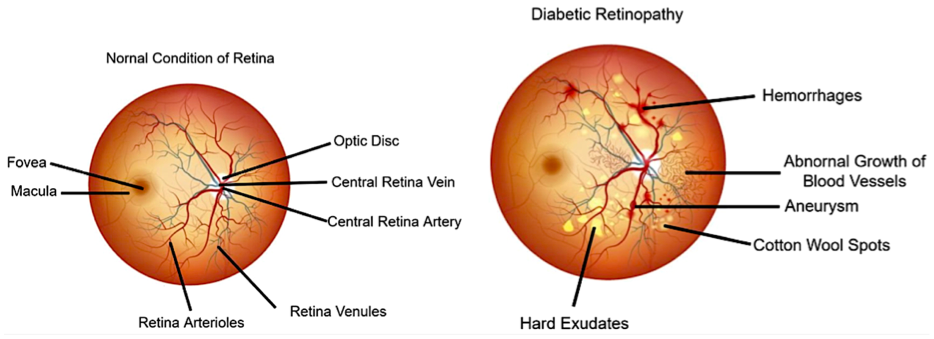 Nornal Condition of Retina
Optic Disc
Fovea
Central Retina Vein
Macula
Central Retina Artery
Retina Venules
Retina Arterioles
Diabetic Retinopathy
Hemorrhages
Abnornal Growth of
Blood Vessels
Aneurysm
Cotton Wool Spots
Hard Exudates